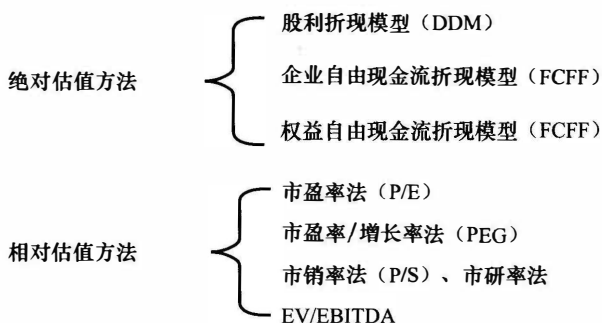 绝对估值方法
股利折现模型（DDM）
企业自由现金流折现模型（FCFF）
权益自由现金流折现模型（FCFF）
相对估值方法
市盈率法（P/E）
市盈率/增长率法（PEG）
市销率法（P/S）、市研率法
EV/EBITDA